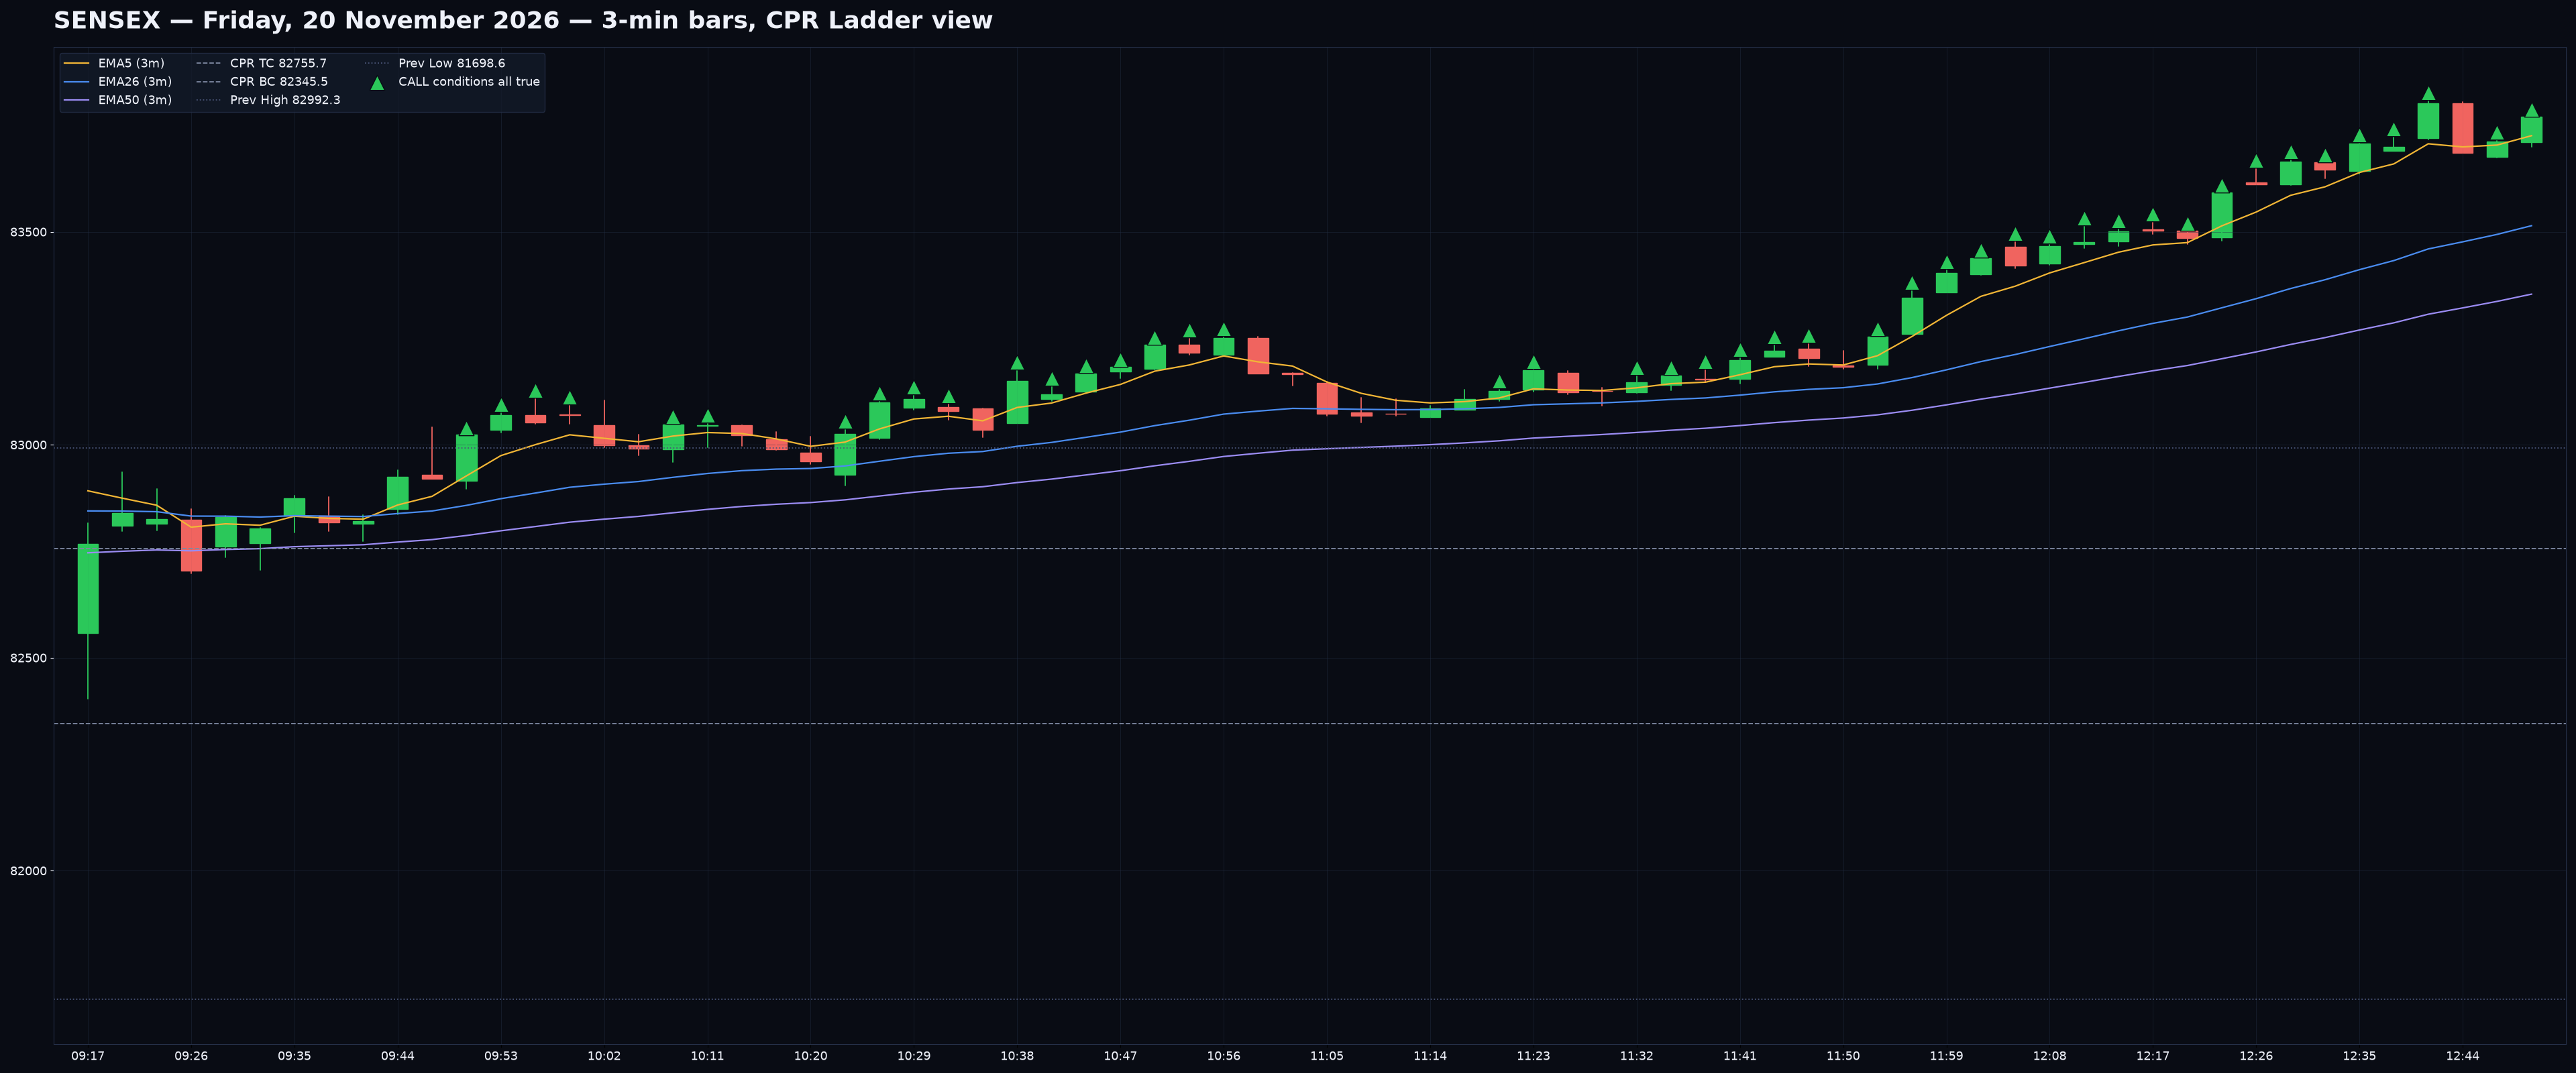 SENSEX — Friday, 20 November 2026 — 3-min bars, CPR Ladder view
EMA5 (3m)
EMA26 (3m)
EMA50 (3m)
CPR TC 82755.7
CPR BC 82345.5
Prev High 82992.3
Prev Low 81698.6
CALL conditions all true
83500
83000
82500
82000
09:17 09:26 09:35 09:44 09:53 10:02 10:11 10:20 10:29 10:38 10:47 10:56 11:05 11:14 11:23 11:32 11:41 11:50 11:59 12:08 12:17 12:26 12:35 12:44